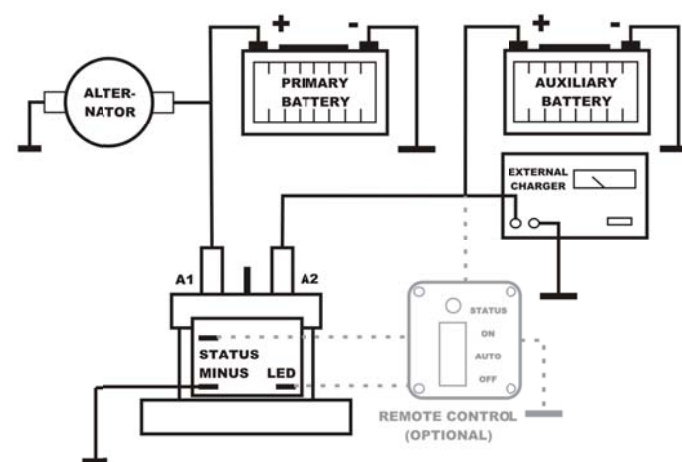 + -
PRIMARY
BATTERY
+ -
AUXILIARY
BATTERY
ALTER-
NATOR
EXTERNAL
CHARGER
A1
A2
STATUS
MINUS LED
STATUS
ON
AUTO
OFF
REMOTE CONTROL
(OPTIONAL)